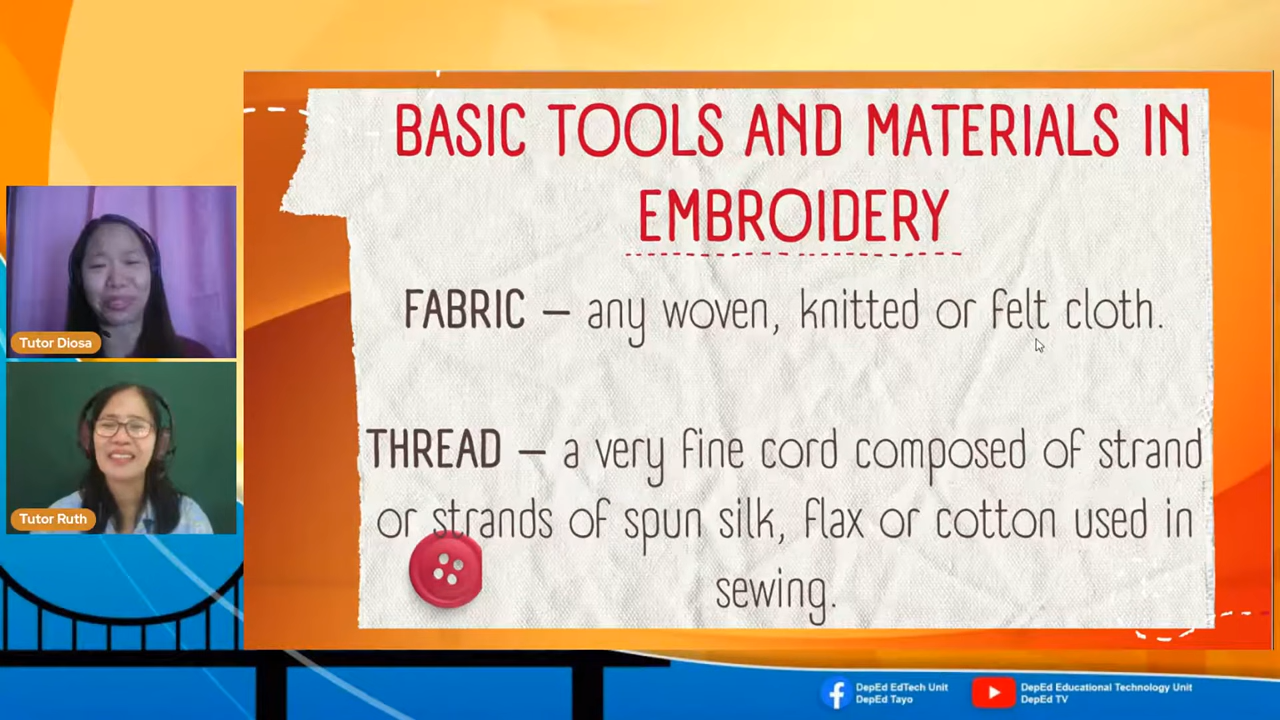 BASIC TOOLS AND MATERIALS IN
EMBROIDERY
FABRIC – any woven, knitted or felt cloth.
THREAD – a very fine cord composed of strand
or strands of spun silk, flax or cotton used in
sewing.
Tutor Diosa
Tutor Ruth
DepEd EdTech Unit
DepEd Tayo
DepEd Educational Technology Unit
DepEd TV